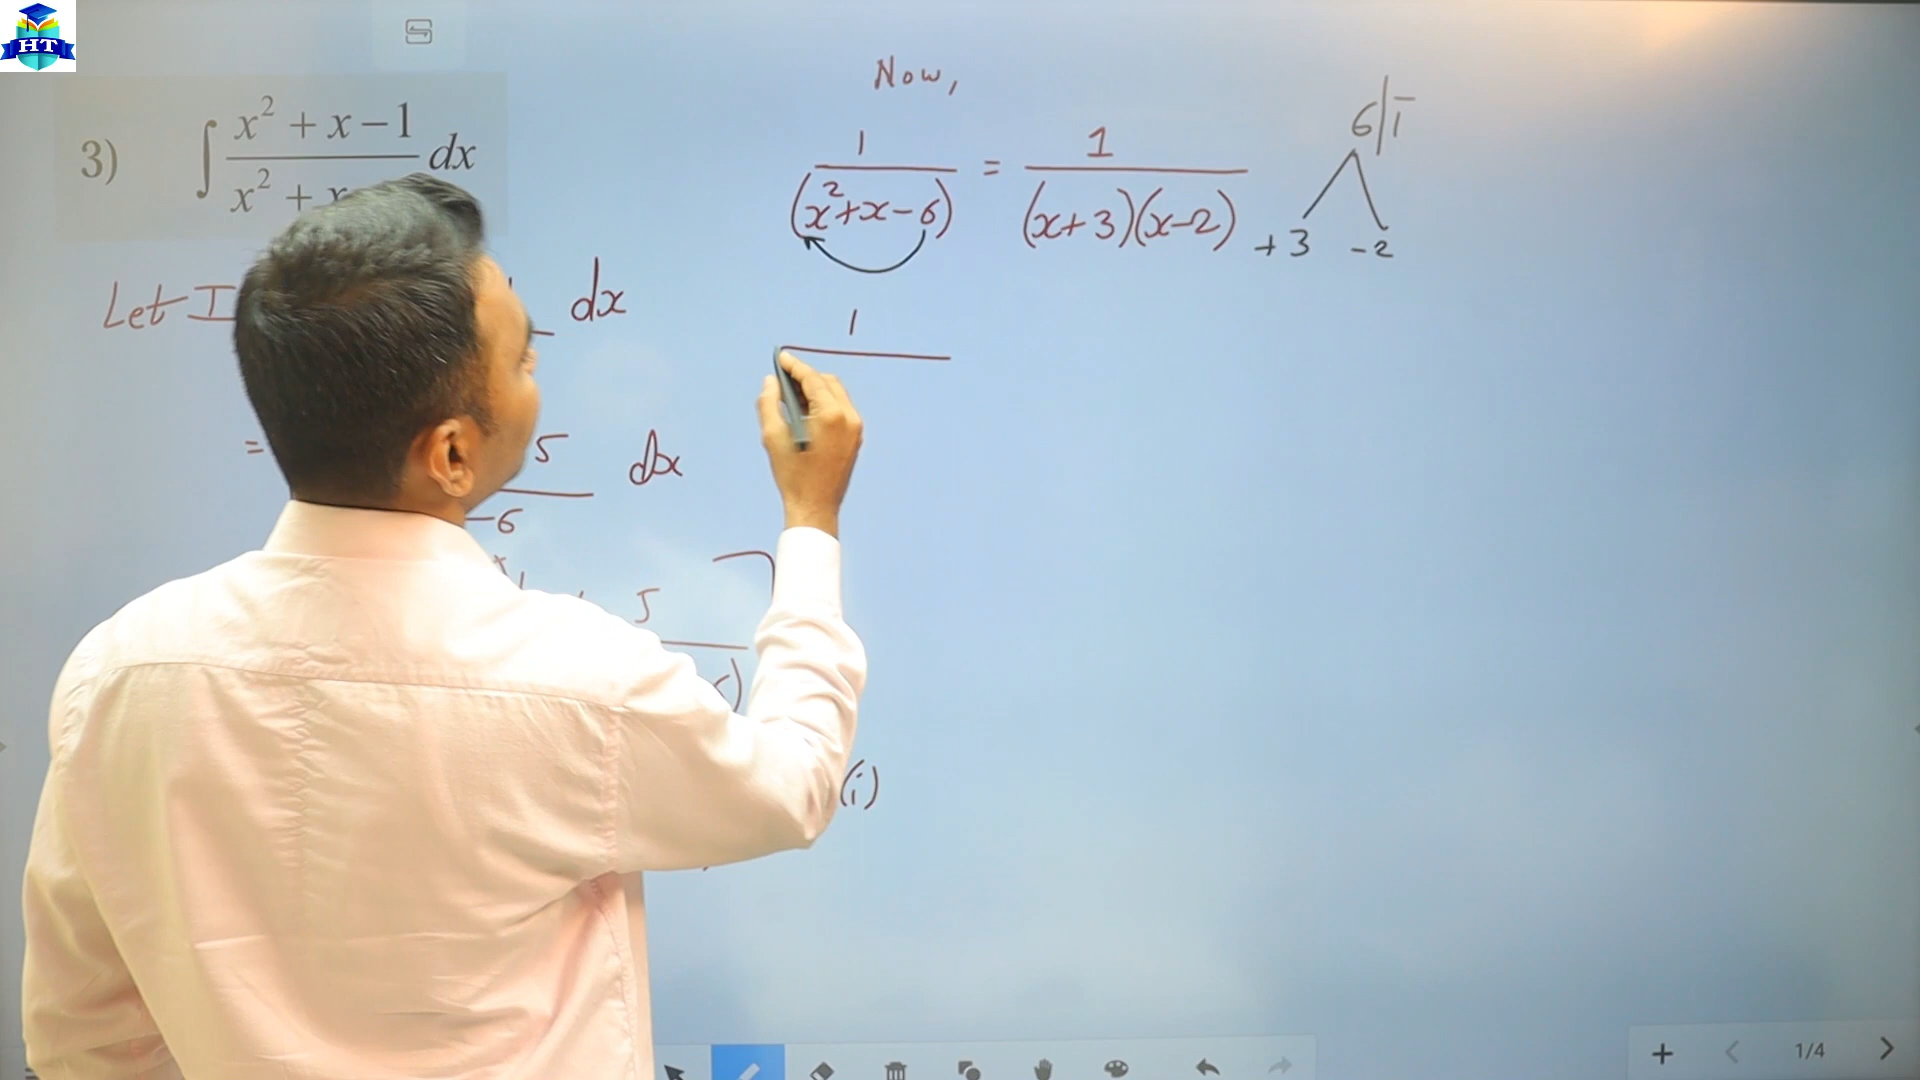 HT
3) ∫ x² + x − 1 / x² + x dx
Let I dx
= 5 / −6 dx
5
(i)
Now,
1 / (x²+x−6) = 1 / (x+3)(x−2)
6|1
+3 −2
1
1/4